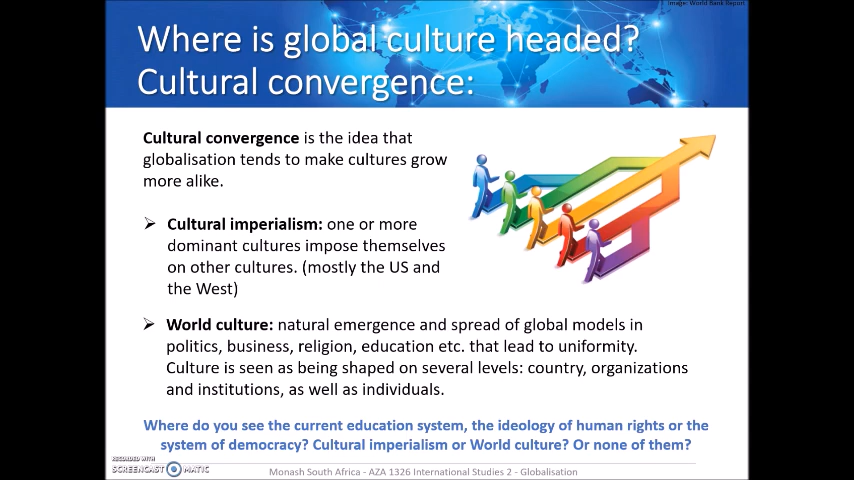 Image: World Bank Report
Where is global culture headed?
Cultural convergence:
Cultural convergence is the idea that
globalisation tends to make cultures grow
more alike.
➢ Cultural imperialism: one or more
dominant cultures impose themselves
on other cultures. (mostly the US and
the West)
➢ World culture: natural emergence and spread of global models in
politics, business, religion, education etc. that lead to uniformity.
Culture is seen as being shaped on several levels: country, organizations
and institutions, as well as individuals.
Where do you see the current education system, the ideology of human rights or the
system of democracy? Cultural imperialism or World culture? Or none of them?
RECORDED WITH
SCREENCAST MATIC
Monash South Africa - AZA 1326 International Studies 2 - Globalisation